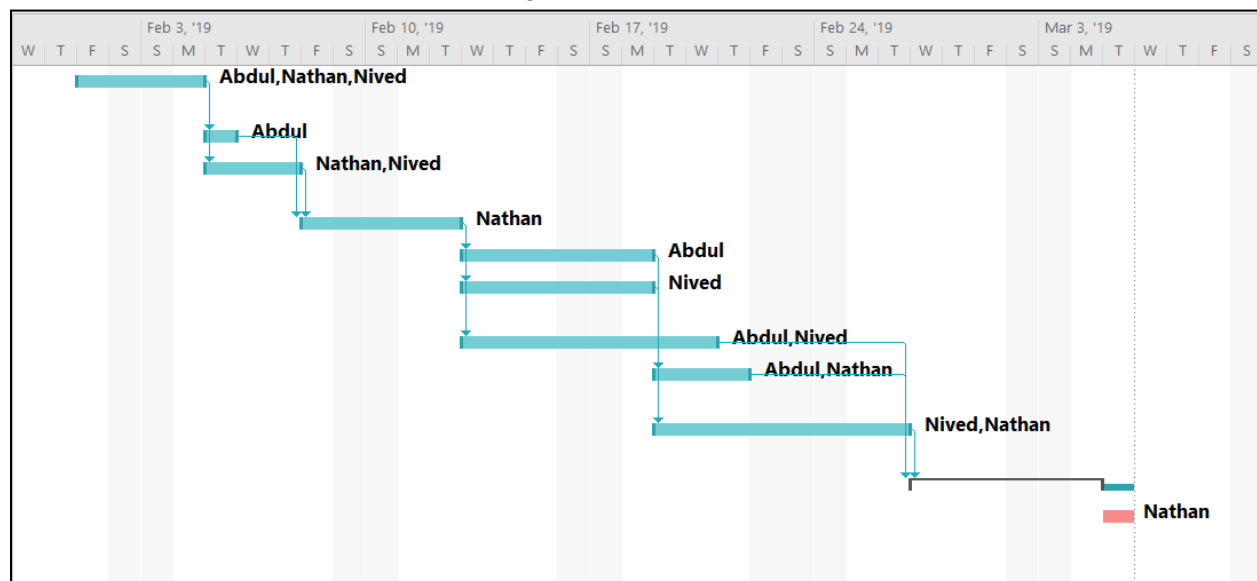 Feb 3, '19 Feb 10, '19 Feb 17, '19 Feb 24, '19 Mar 3, '19
W T F S S M T W T F S S M T W T F S S M T W T F S S M T W T F S S M T W T F S
Abdul,Nathan,Nived
Abdul
Nathan,Nived
Nathan
Abdul
Nived
Abdul,Nived
Abdul,Nathan
Nived,Nathan
Nathan